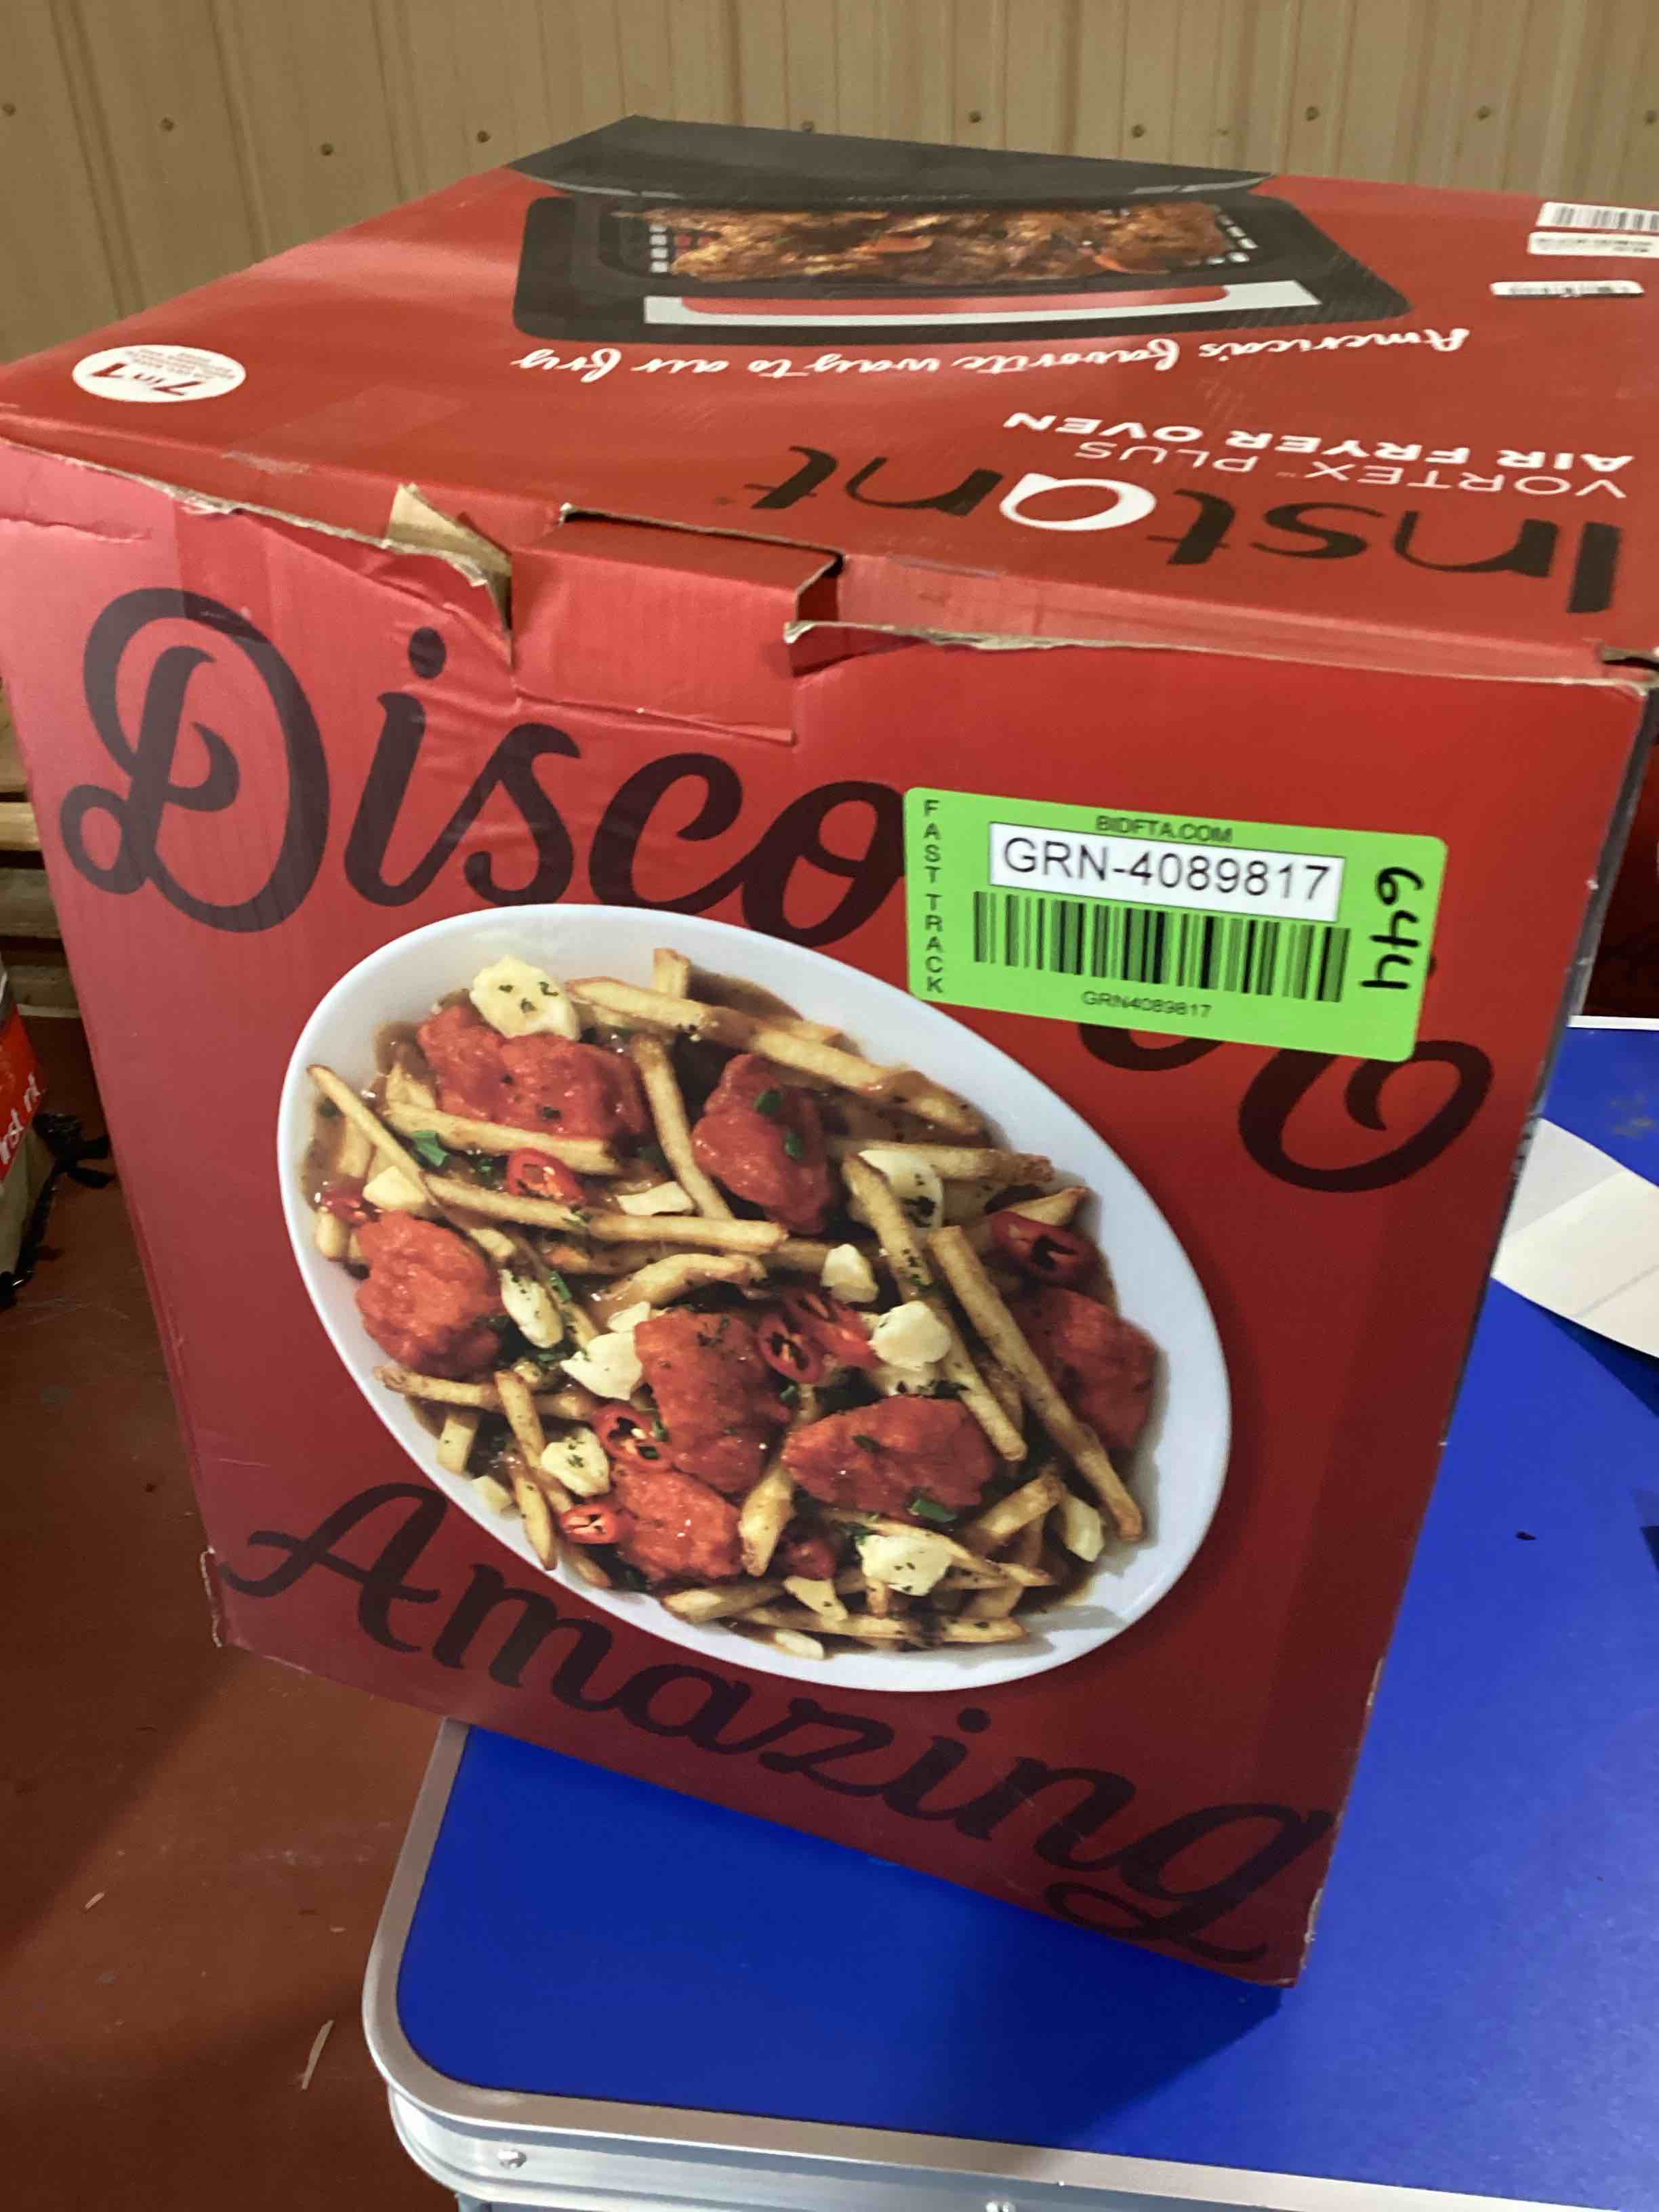 7 in 1
America's favorite way to air fry
Instant
VORTEX™ PLUS
AIR FRYER OVEN
Disco
FAST TRACK
BIDFTA.COM
GRN-4089817
GRN4089817
644
Amazing